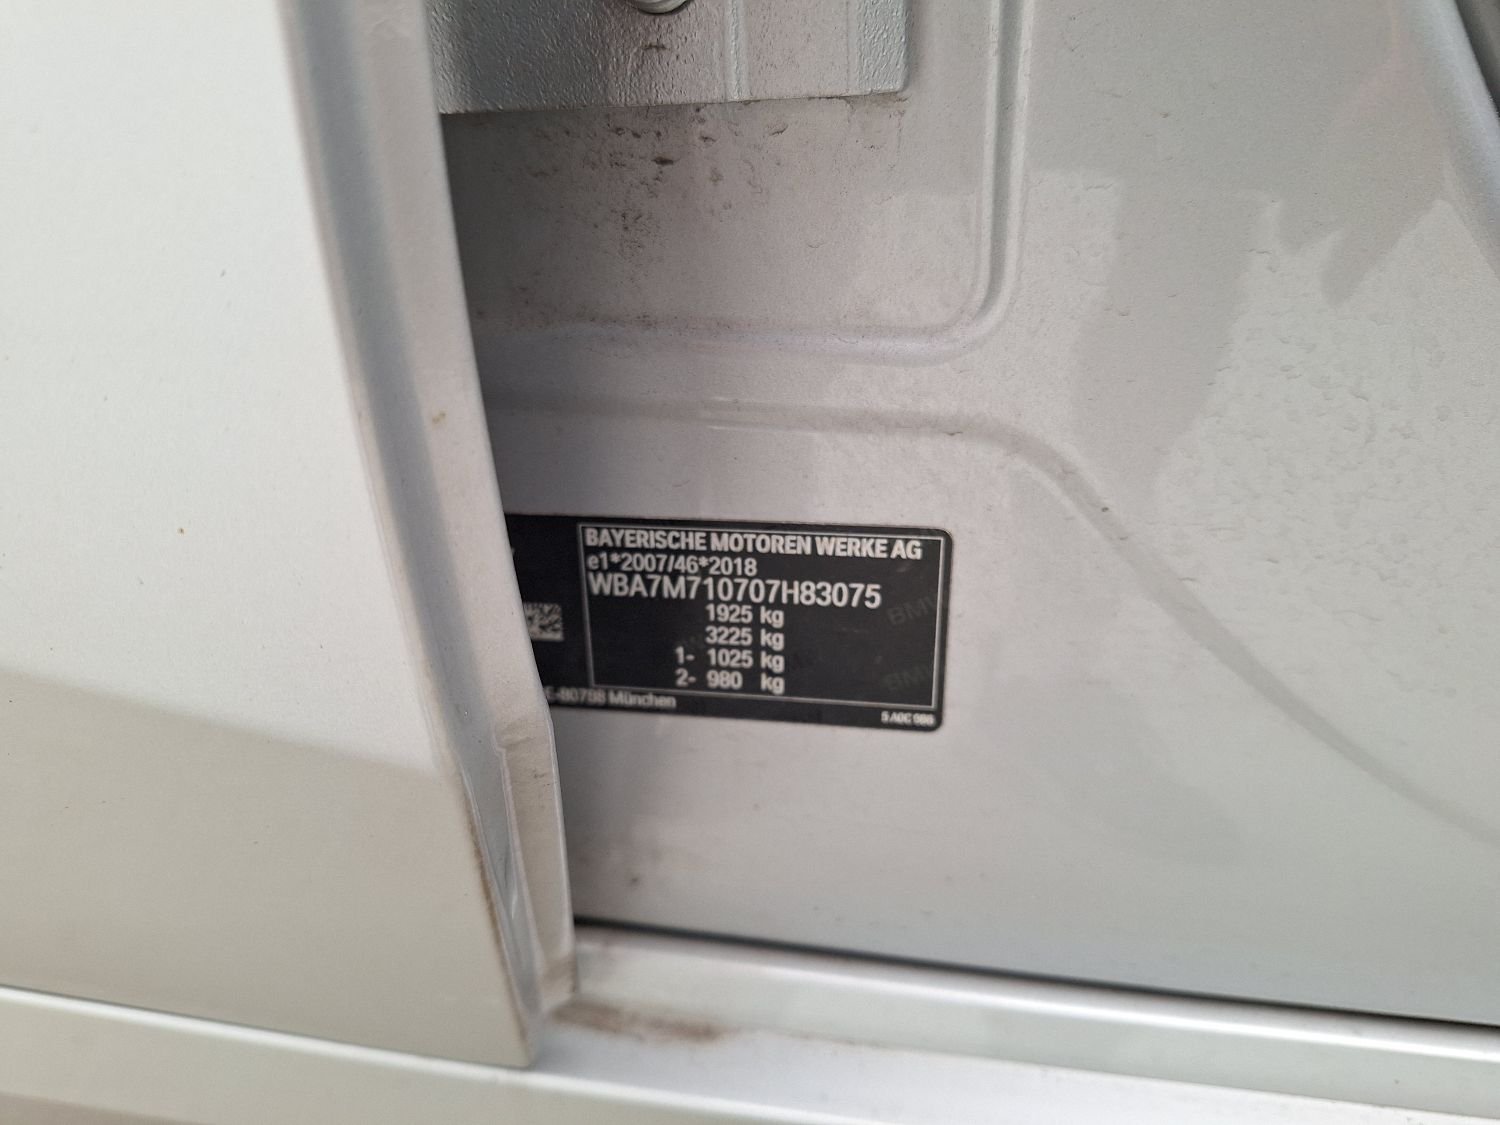 BAYERISCHE MOTOREN WERKE AG
e1*2007/46*2018
WBA7M710707H83075
1925 kg
3225 kg
1- 1025 kg
2- 980 kg
E-80798 München